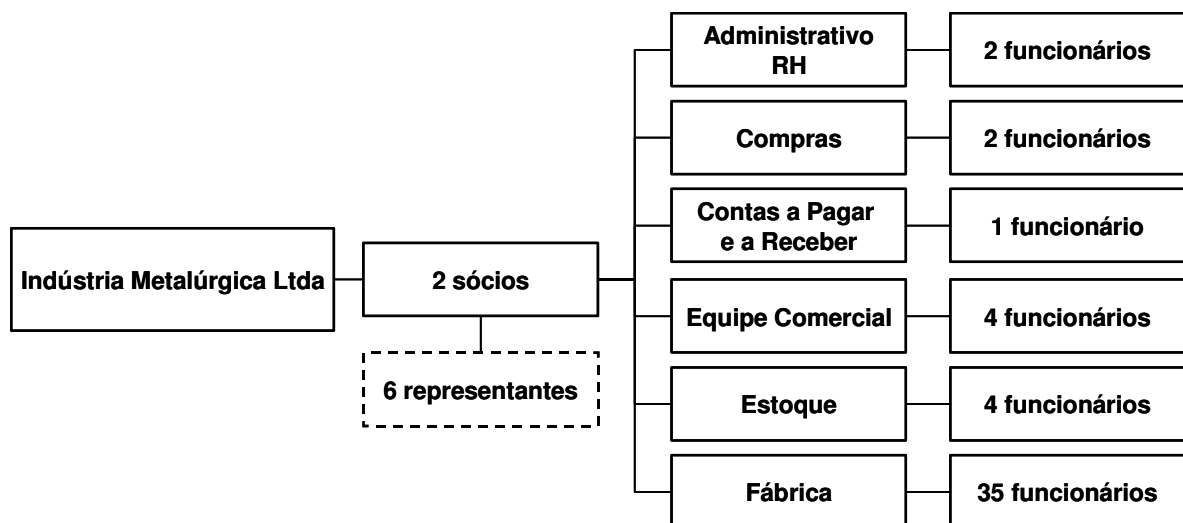 Indústria Metalúrgica Ltda
2 sócios
6 representantes
Administrativo
RH
2 funcionários
Compras
2 funcionários
Contas a Pagar
e a Receber
1 funcionário
Equipe Comercial
4 funcionários
Estoque
4 funcionários
Fábrica
35 funcionários